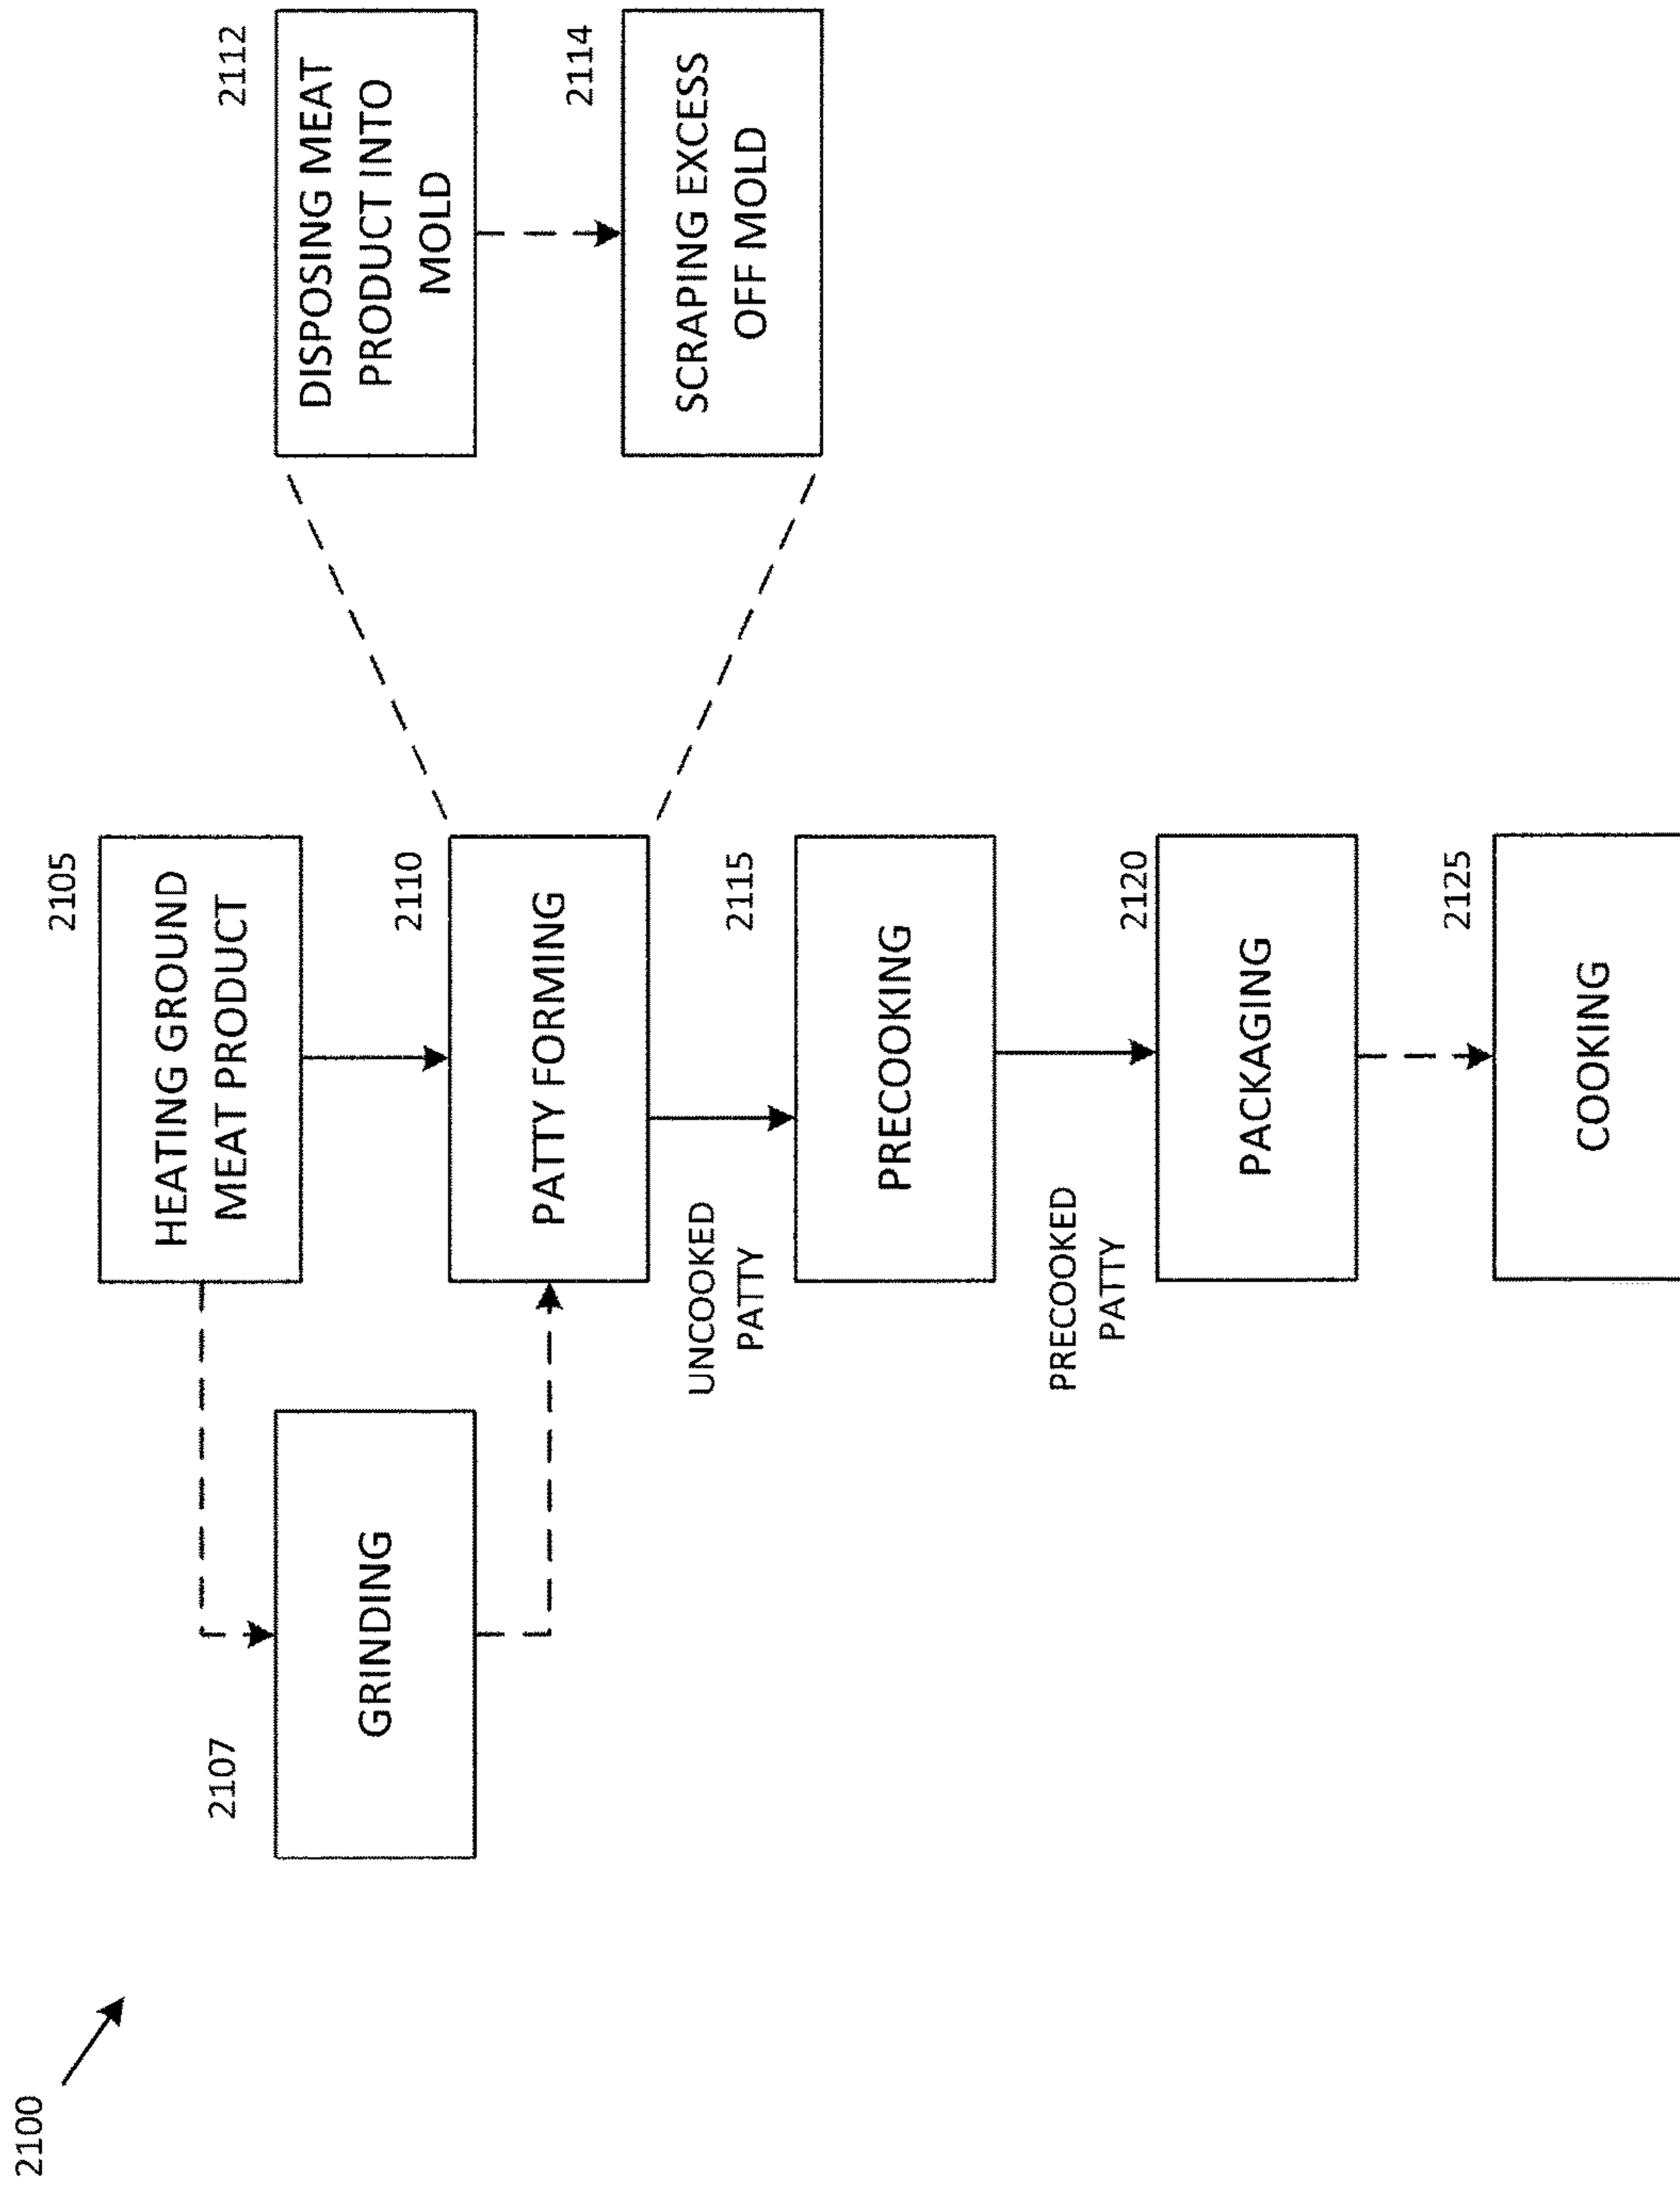 2100
2105
HEATING GROUND
MEAT PRODUCT
2107
GRINDING
2110
PATTY FORMING
2112
DISPOSING MEAT
PRODUCT INTO
MOLD
2114
SCRAPING EXCESS
OFF MOLD
UNCOOKED
PATTY
2115
PRECOOKING
PRECOOKED
PATTY
2120
PACKAGING
2125
COOKING